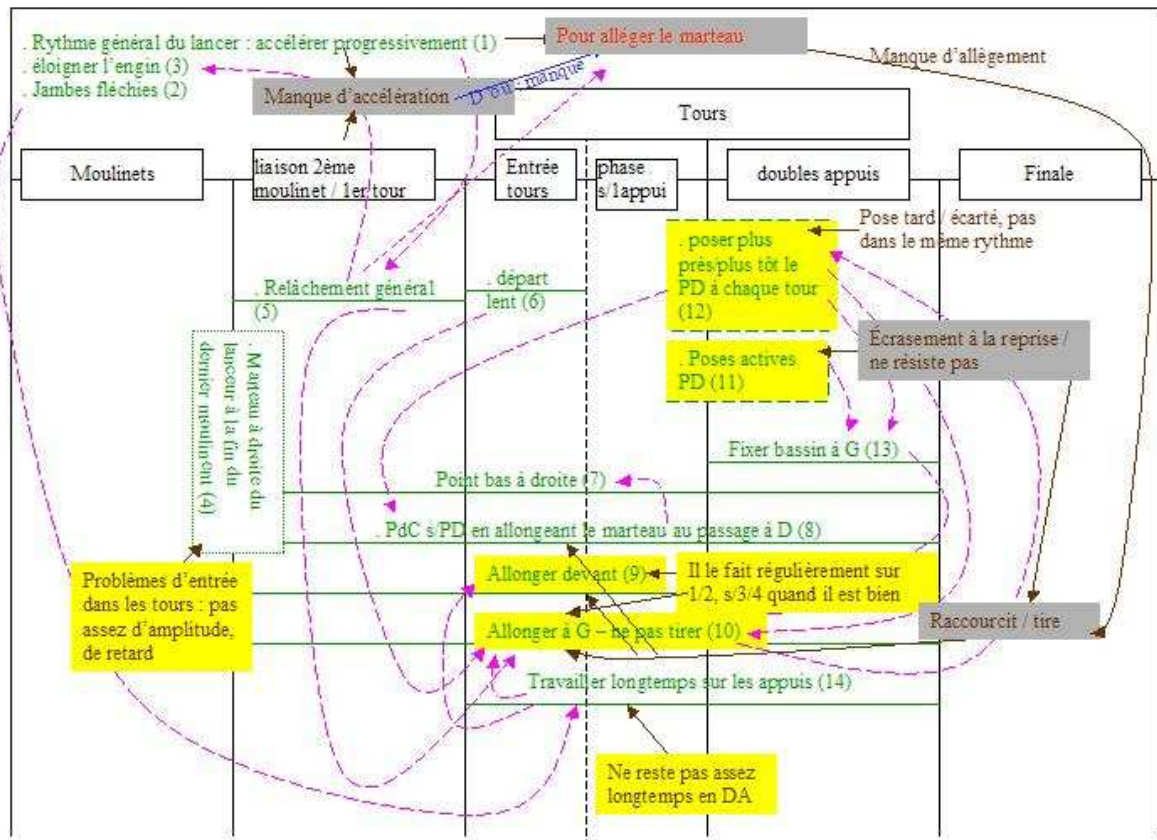 . Rythme général du lancer : accélérer progressivement (1)
. éloigner l'engin (3)
. Jambes fléchies (2)
Pour alléger le marteau
Manque d'allègement
Manque d'accélération
D'où : manque
Tours
Moulinets
liaison 2ème
moulinet / 1er tour
Entrée
tours
phase
s/1appui
doubles appuis
Finale
Pose tard / écarté, pas
dans le même rythme
. poser plus
près/plus tôt le
PD à chaque tour
(12)
. Relâchement général
(5)
. départ
lent (6)
. Marteau à droite du
lanceur à la fin du
dernier moulinet (4)
Écrasement à la reprise /
ne résiste pas
. Poses actives
PD (11)
Fixer bassin à G (13)
Point bas à droite (7)
. PdC s/PD en allongeant le marteau au passage à D (8)
Problèmes d'entrée
dans les tours : pas
assez d'amplitude,
de retard
Allonger devant (9)
Il le fait régulièrement sur
1/2, s/3/4 quand il est bien
Allonger à G – ne pas tirer (10)
Raccourcit / tire
Travailler longtemps sur les appuis (14)
Ne reste pas assez
longtemps en DA